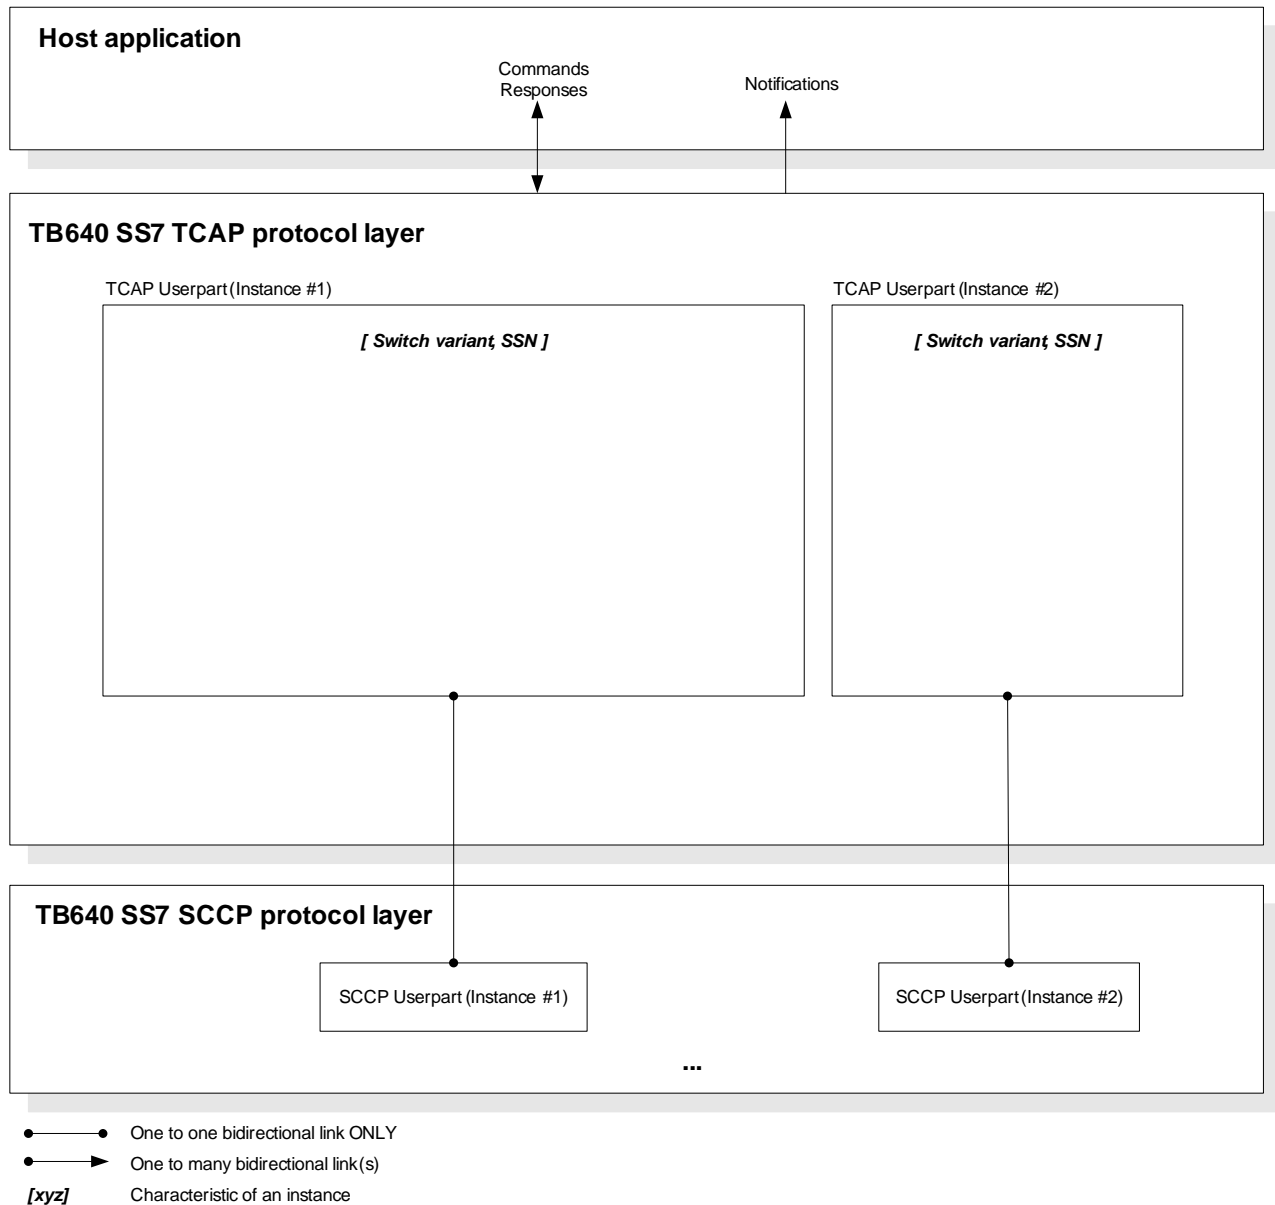 Host application
Commands
Responses
Notifications
TB640 SS7 TCAP protocol layer
TCAP Userpart (Instance #1)
TCAP Userpart (Instance #2)
[ Switch variant, SSN ]
[ Switch variant, SSN ]
TB640 SS7 SCCP protocol layer
SCCP Userpart (Instance #1)
SCCP Userpart (Instance #2)
...
One to one bidirectional link ONLY
One to many bidirectional link(s)
[xyz] Characteristic of an instance